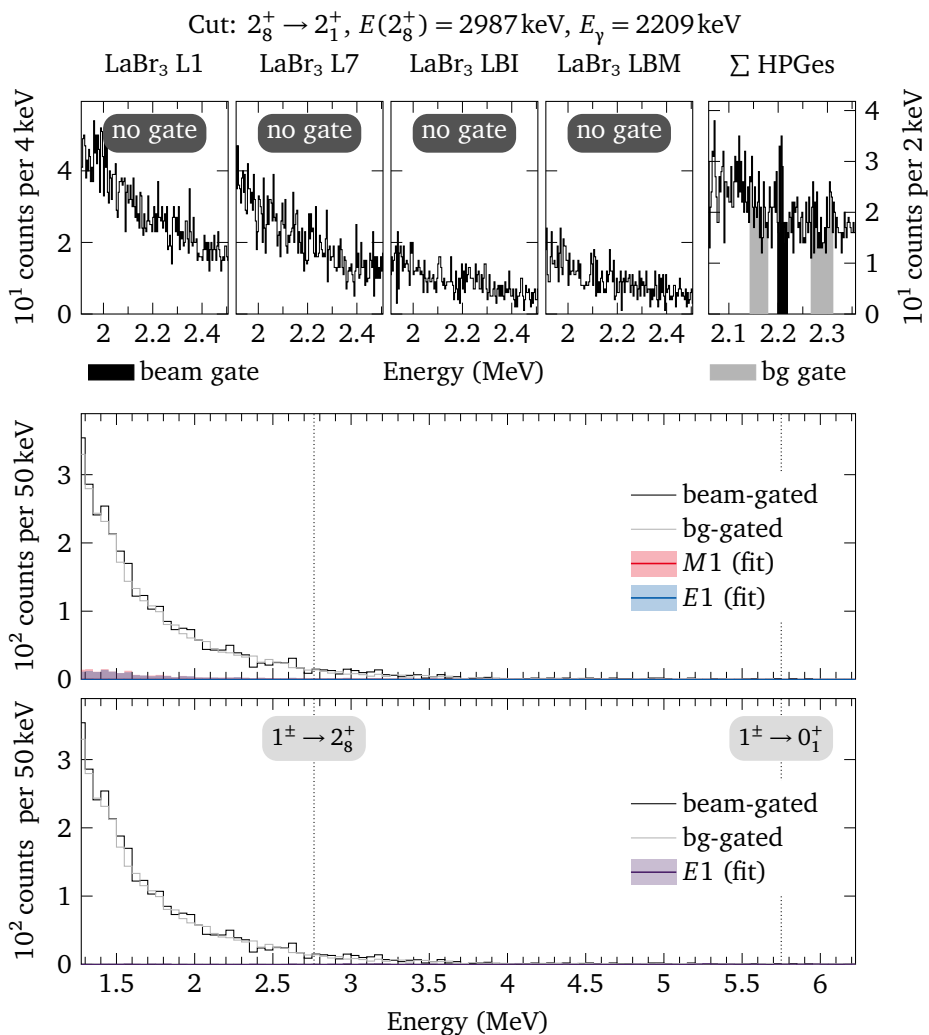 Cut: 2₈⁺ → 2₁⁺, E(2₈⁺) = 2987 keV, Eᵧ = 2209 keV
LaBr₃ L1 LaBr₃ L7 LaBr₃ LBI LaBr₃ LBM ∑ HPGes
no gate no gate no gate no gate
10¹ counts per 4 keV
0 2 4
2 2.2 2.4 2 2.2 2.4 2 2.2 2.4 2 2.2 2.4 2.1 2.2 2.3
0 1 2 3 4
10¹ counts per 2 keV
beam gate Energy (MeV) bg gate
10² counts per 50 keV
0 1 2 3
beam-gated
bg-gated
M1 (fit)
E1 (fit)
10² counts per 50 keV
0 1 2 3
1± → 2₈⁺ 1± → 0₁⁺
beam-gated
bg-gated
E1 (fit)
1.5 2 2.5 3 3.5 4 4.5 5 5.5 6
Energy (MeV)